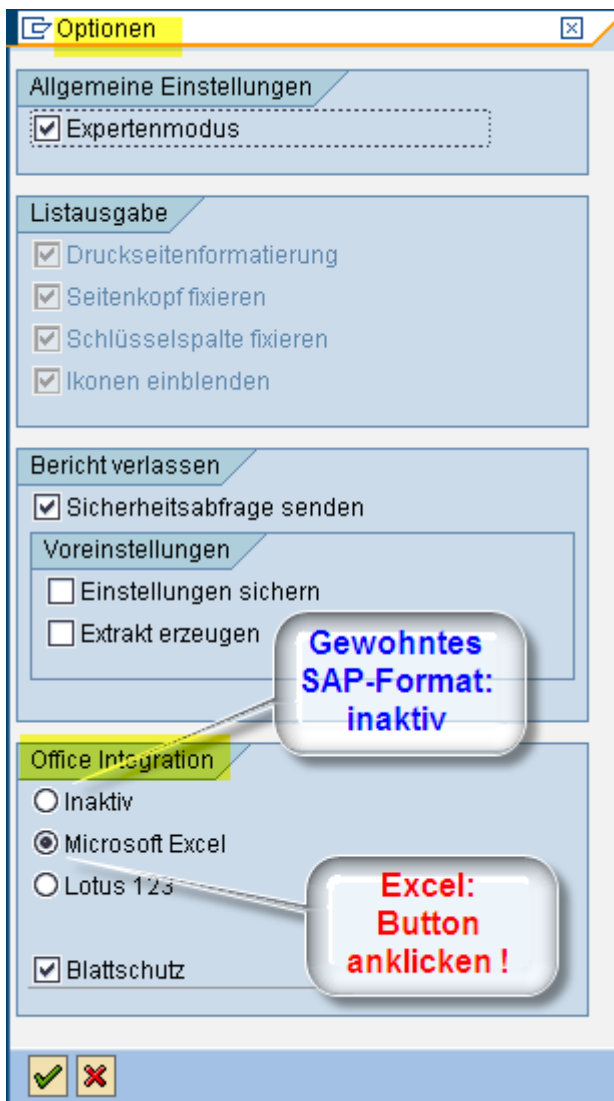 Optionen
Allgemeine Einstellungen
Expertenmodus
Listausgabe
Druckseitenformatierung
Seitenkopf fixieren
Schlüsselspalte fixieren
Ikonen einblenden
Bericht verlassen
Sicherheitsabfrage senden
Voreinstellungen
Einstellungen sichern
Extrakt erzeugen
Gewohntes
SAP-Format:
inaktiv
Office Integration
Inaktiv
Microsoft Excel
Lotus 123
Excel:
Button
anklicken !
Blattschutz